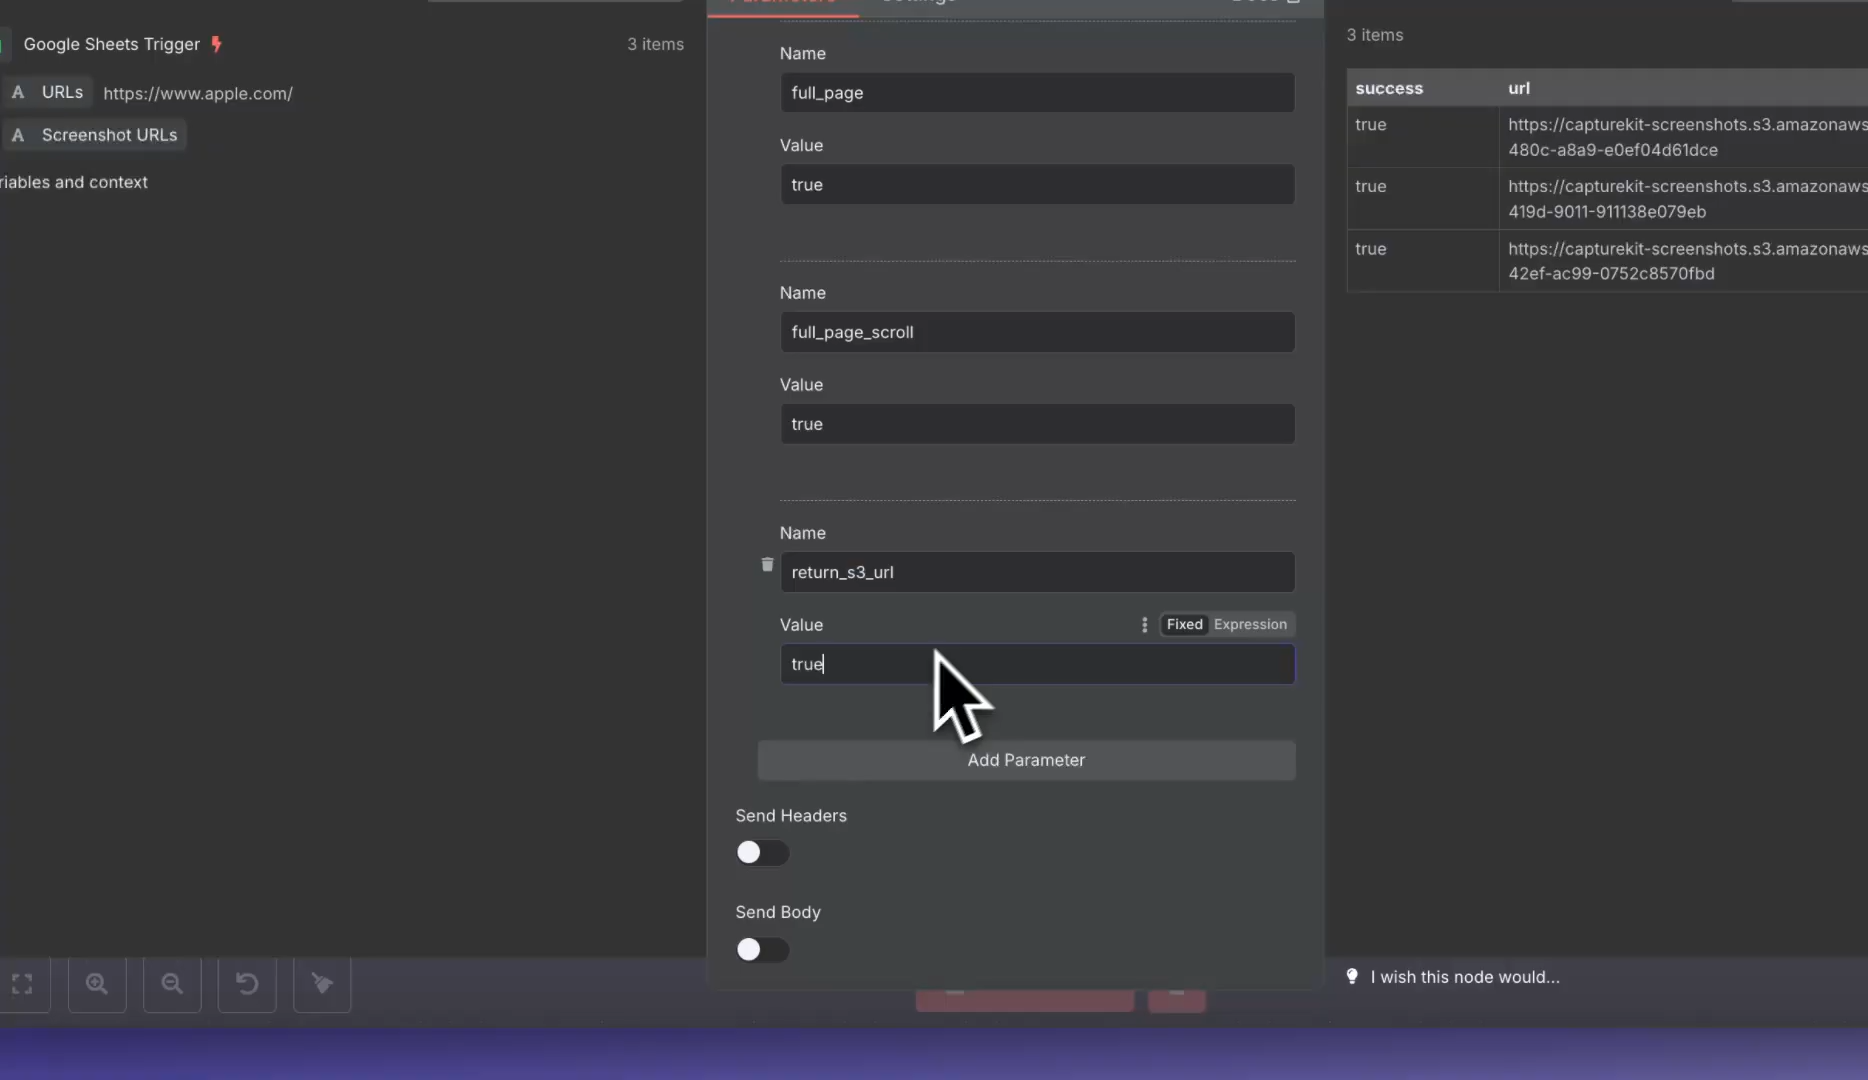 Google Sheets Trigger
3 items
A URLs https://www.apple.com/
A Screenshot URLs
riables and context
Name
full_page
Value
true
Name
full_page_scroll
Value
true
Name
return_s3_url
Value
Fixed Expression
true
Add Parameter
Send Headers
Send Body
3 items
success url
true https://capturekit-screenshots.s3.amazonaws
480c-a8a9-e0ef04d61dce
true https://capturekit-screenshots.s3.amazonaws
419d-9011-911138e079eb
true https://capturekit-screenshots.s3.amazonaws
42ef-ac99-0752c8570fbd
I wish this node would...